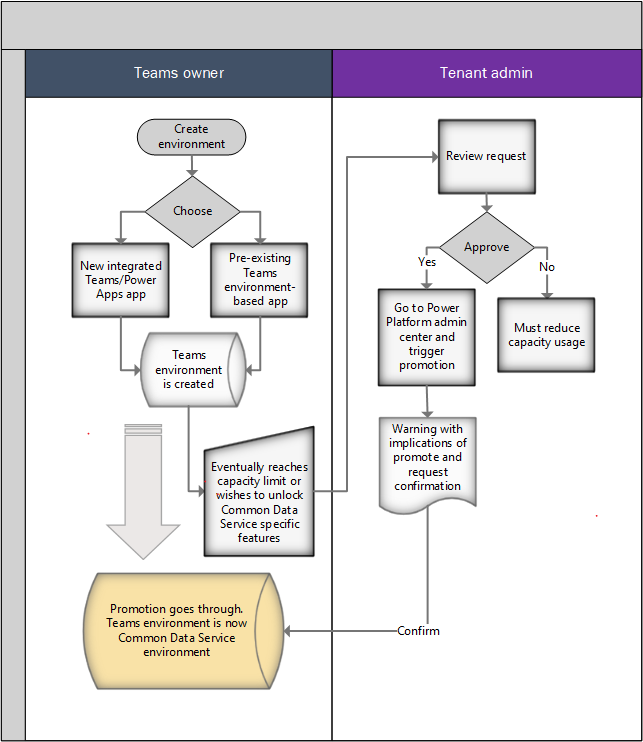 Teams owner
Tenant admin
Create
environment
Choose
New integrated
Teams/Power
Apps app
Pre-existing
Teams
environment-
based app
Teams
environment
is created
Eventually reaches
capacity limit or
wishes to unlock
Common Data
Service specific
features
Promotion goes through.
Teams environment is now
Common Data Service
environment
Review request
Approve
Yes
No
Go to Power
Platform admin
center and
trigger
promotion
Must reduce
capacity usage
Warning with
implications of
promote and
request
confirmation
Confirm